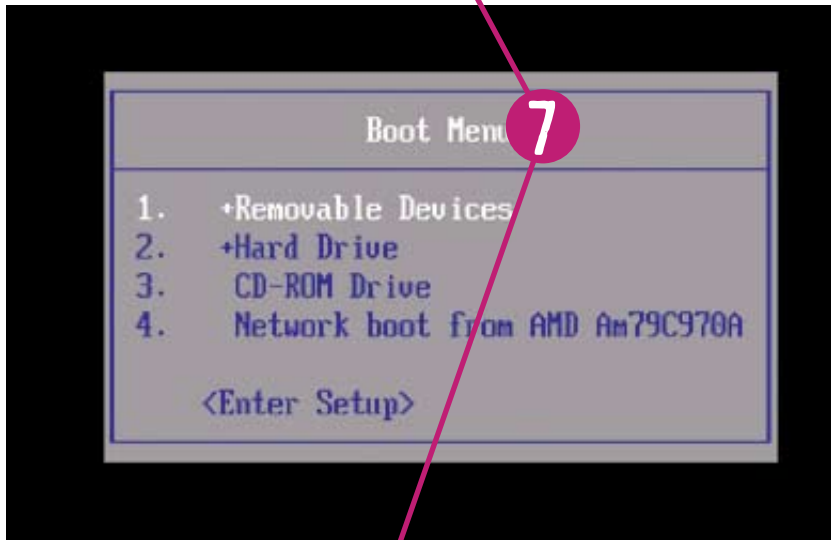 Boot Menu
7
1. +Removable Devices
2. +Hard Drive
3. CD-ROM Drive
4. Network boot from AMD Am79C970A
<Enter Setup>